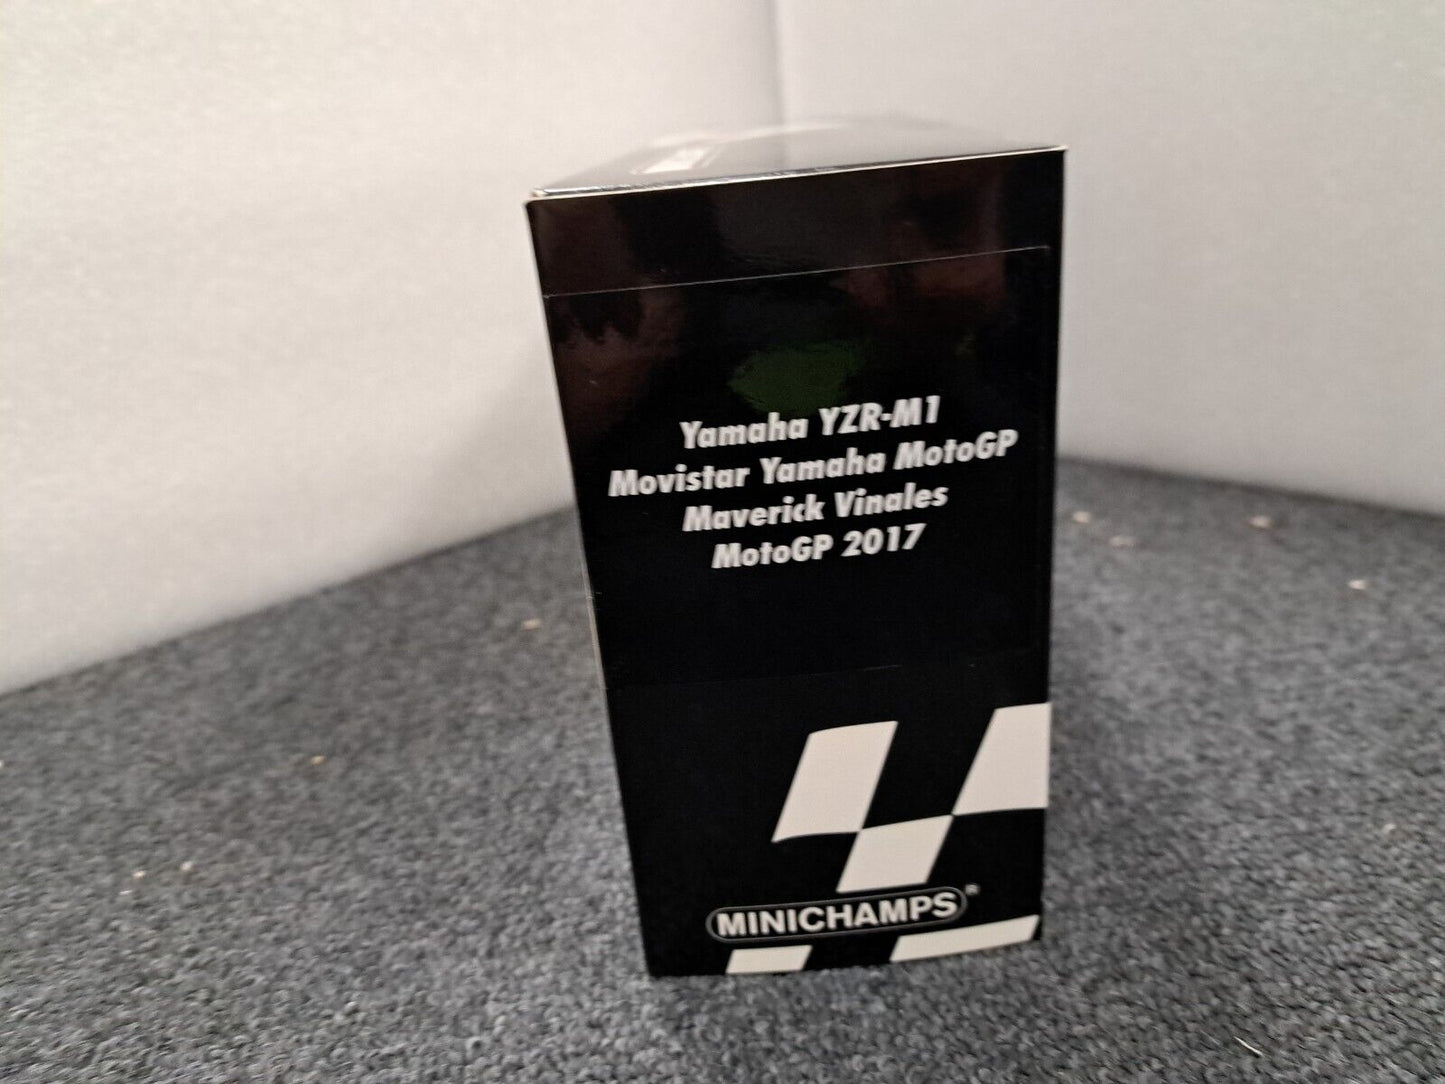 Yamaha YZR-M1
Movistar Yamaha MotoGP
Maverick Vinales
MotoGP 2017
MINICHAMPS®